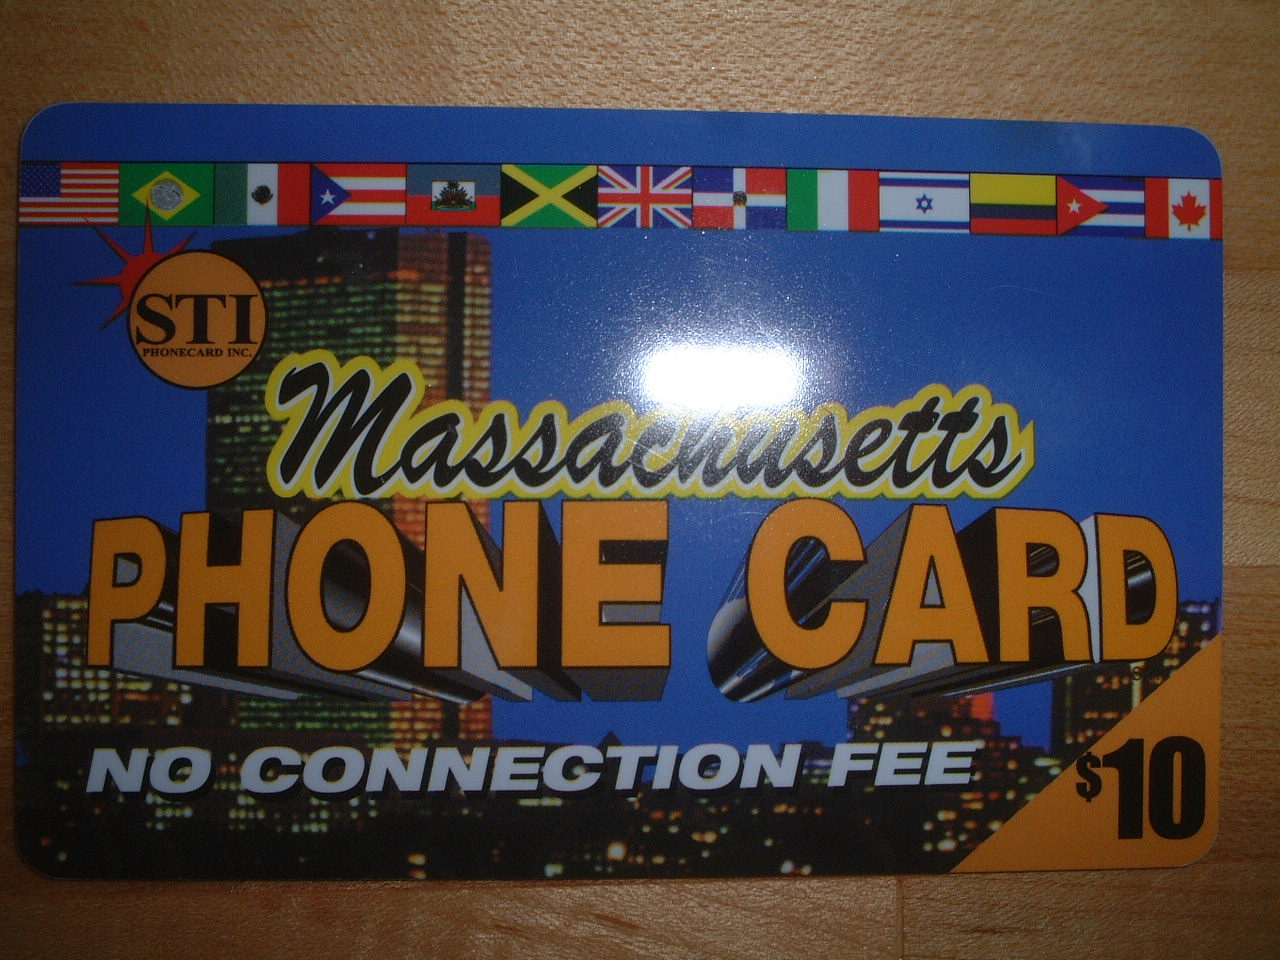 STI
PHONECARD INC.
Massachusetts
PHONE CARD
NO CONNECTION FEE
$10